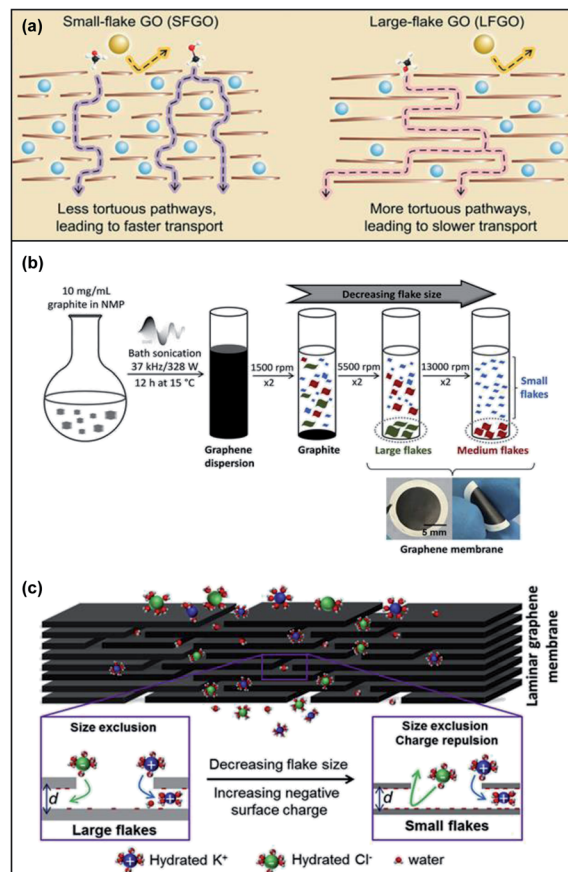 (a)
Small-flake GO (SFGO)
Large-flake GO (LFGO)
Less tortuous pathways,
leading to faster transport
More tortuous pathways,
leading to slower transport
(b)
10 mg/mL
graphite in NMP
Bath sonication
37 kHz/328 W
12 h at 15 °C
Graphene
dispersion
Decreasing flake size
1500 rpm
x2
Graphite
5500 rpm
x2
Large flakes
13000 rpm
x2
Small
flakes
Medium flakes
5 mm
Graphene membrane
(c)
Laminar graphene
membrane
Size exclusion
d
Large flakes
Decreasing flake size
Increasing negative
surface charge
Size exclusion
Charge repulsion
d
Small flakes
Hydrated K⁺
Hydrated Cl⁻
water